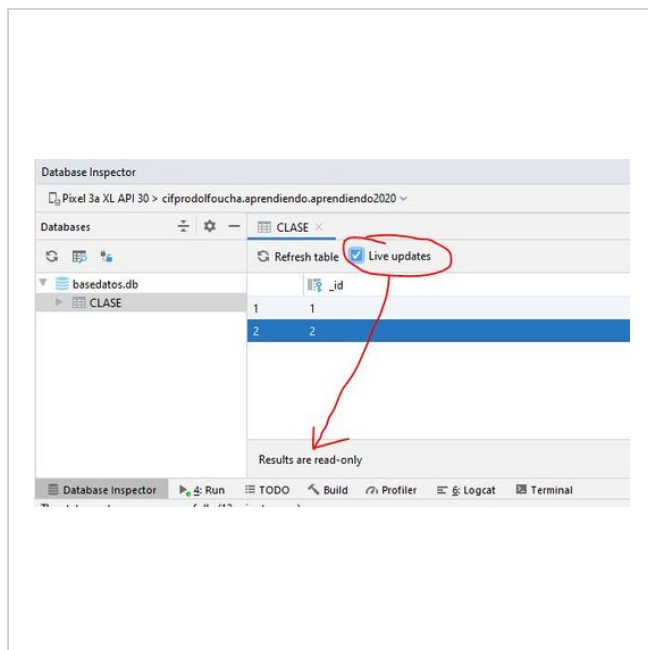 Database Inspector
Pixel 3a XL API 30 > cifprodolfoucha.aprendiendo.aprendiendo2020
Databases
CLASE
Refresh table
Live updates
basedatos.db
_id
CLASE
1 1
2 2
Results are read-only
Database Inspector 4: Run TODO Build Profiler 6: Logcat Terminal